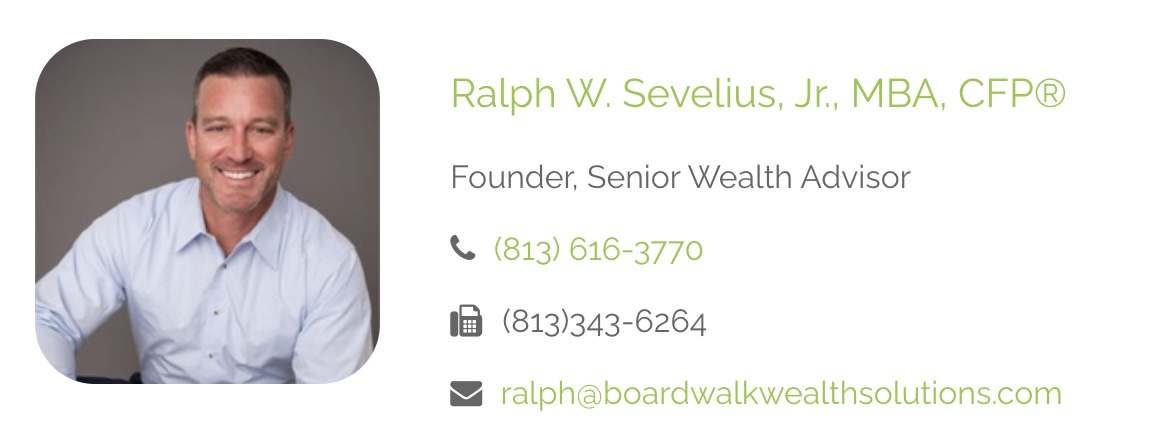 Ralph W. Sevelius, Jr., MBA, CFP®
Founder, Senior Wealth Advisor
(813) 616-3770
(813)343-6264
ralph@boardwalkwealthsolutions.com